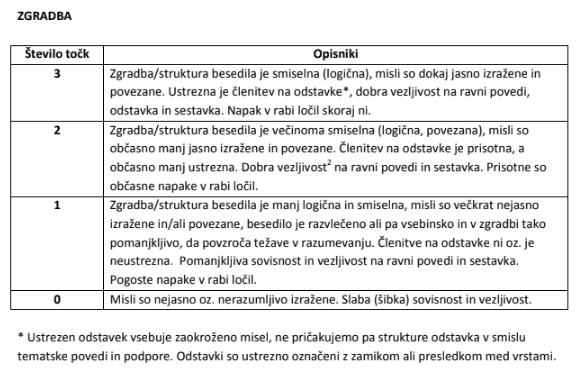 ZGRADBA
Število točk
Opisniki
3
Zgradba/struktura besedila je smiselna (logična), misli so dokaj jasno izražene in
povezane. Ustrezna je členitev na odstavke*, dobra vezljivost na ravni povedi,
odstavka in sestavka. Napak v rabi ločil skoraj ni.
2
Zgradba/struktura besedila je večinoma smiselna (logična, povezana), misli so
občasno manj jasno izražene in povezane. Členitev na odstavke je prisotna, a
občasno manj ustrezna. Dobra vezljivost² na ravni povedi in sestavka. Prisotne so
občasne napake v rabi ločil.
1
Zgradba/struktura besedila je manj logična in smiselna, misli so večkrat nejasno
izražene in/ali povezane, besedilo je razvlečeno ali pa vsebinsko in v zgradbi tako
pomanjkljivo, da povzroča težave v razumevanju. Členitve na odstavke ni oz. je
neustrezna. Pomanjkljiva sovisnost in vezljivost na ravni povedi in sestavka.
Pogoste napake v rabi ločil.
0
Misli so nejasno oz. nerazumljivo izražene. Slaba (šibka) sovisnost in vezljivost.
* Ustrezen odstavek vsebuje zaokroženo misel, ne pričakujemo pa strukture odstavka v smislu
tematske povedi in podpore. Odstavki so ustrezno označeni z zamikom ali presledkom med vrstami.